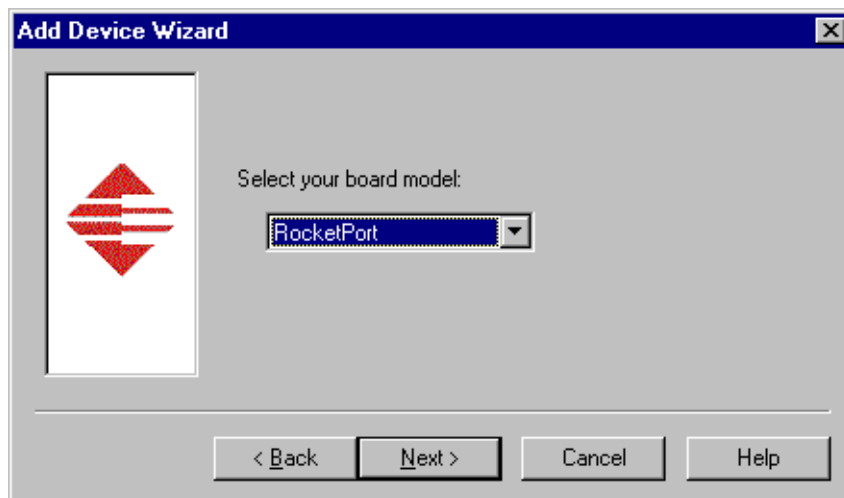 Add Device Wizard
Select your board model:
RocketPort
< Back Next > Cancel Help